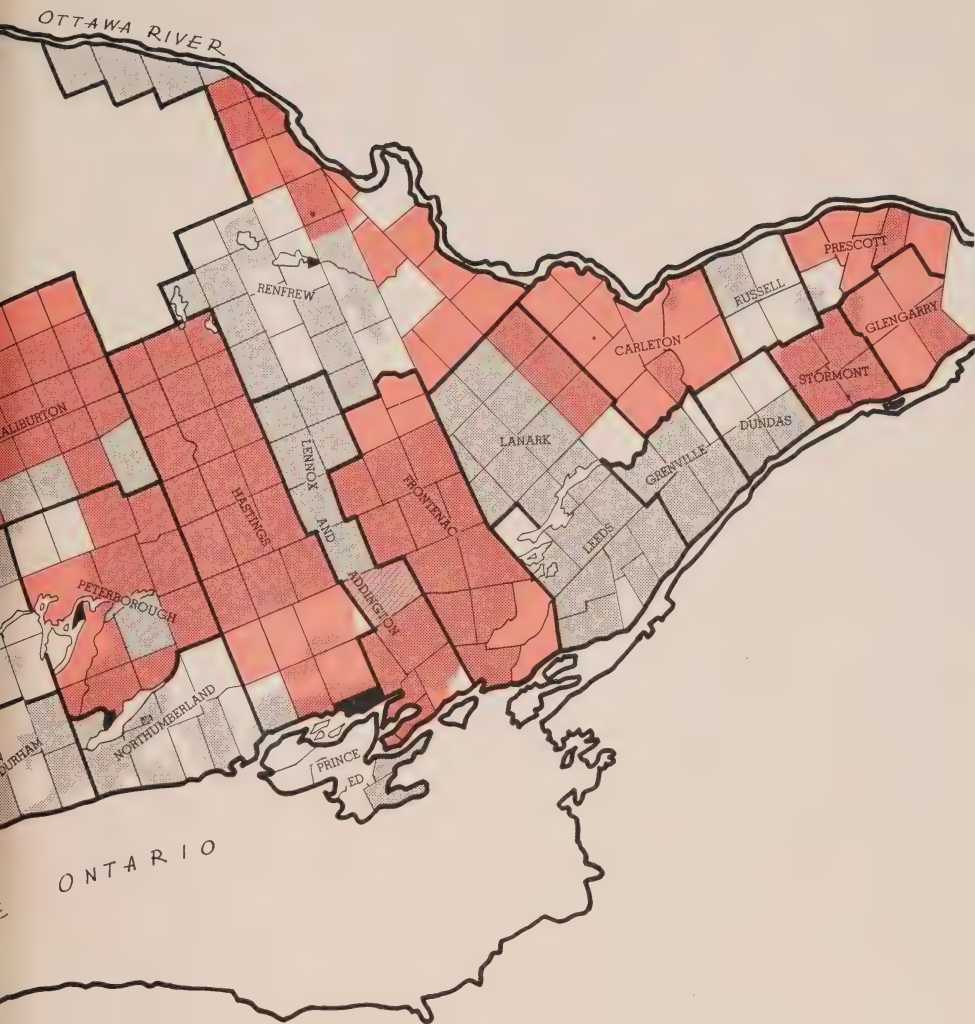 OTTAWA RIVER
PRESCOTT
RUSSELL
RENFREW
GLENGARRY
CARLETON
STORMONT
ALIBURTON
DUNDAS
LANARK
GRENVILLE
LENNOX
AND
ADDINGTON
FRONTENAC
HASTINGS
LEEDS
PETERBOROUGH
NORTHUMBERLAND
DURHAM
PRINCE
ED
E ONTARIO